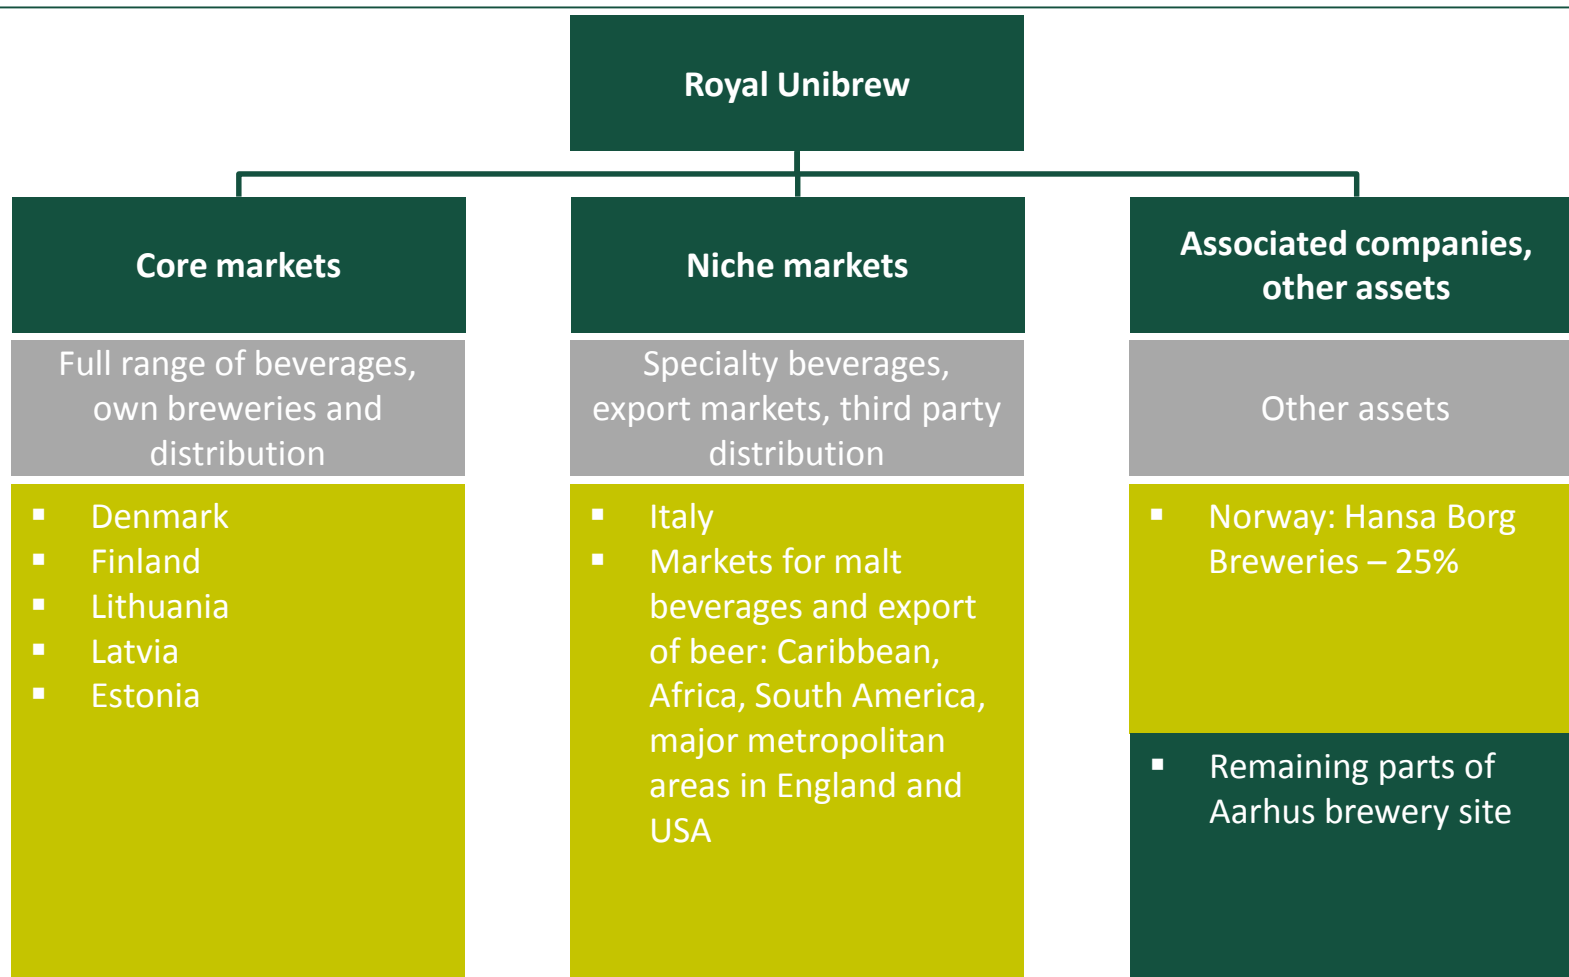 Royal Unibrew
Core markets
Full range of beverages,
own breweries and
distribution
▪ Denmark
▪ Finland
▪ Lithuania
▪ Latvia
▪ Estonia
Niche markets
Specialty beverages,
export markets, third party
distribution
▪ Italy
▪ Markets for malt
beverages and export
of beer: Caribbean,
Africa, South America,
major metropolitan
areas in England and
USA
Associated companies,
other assets
Other assets
▪ Norway: Hansa Borg
Breweries – 25%
▪ Remaining parts of
Aarhus brewery site